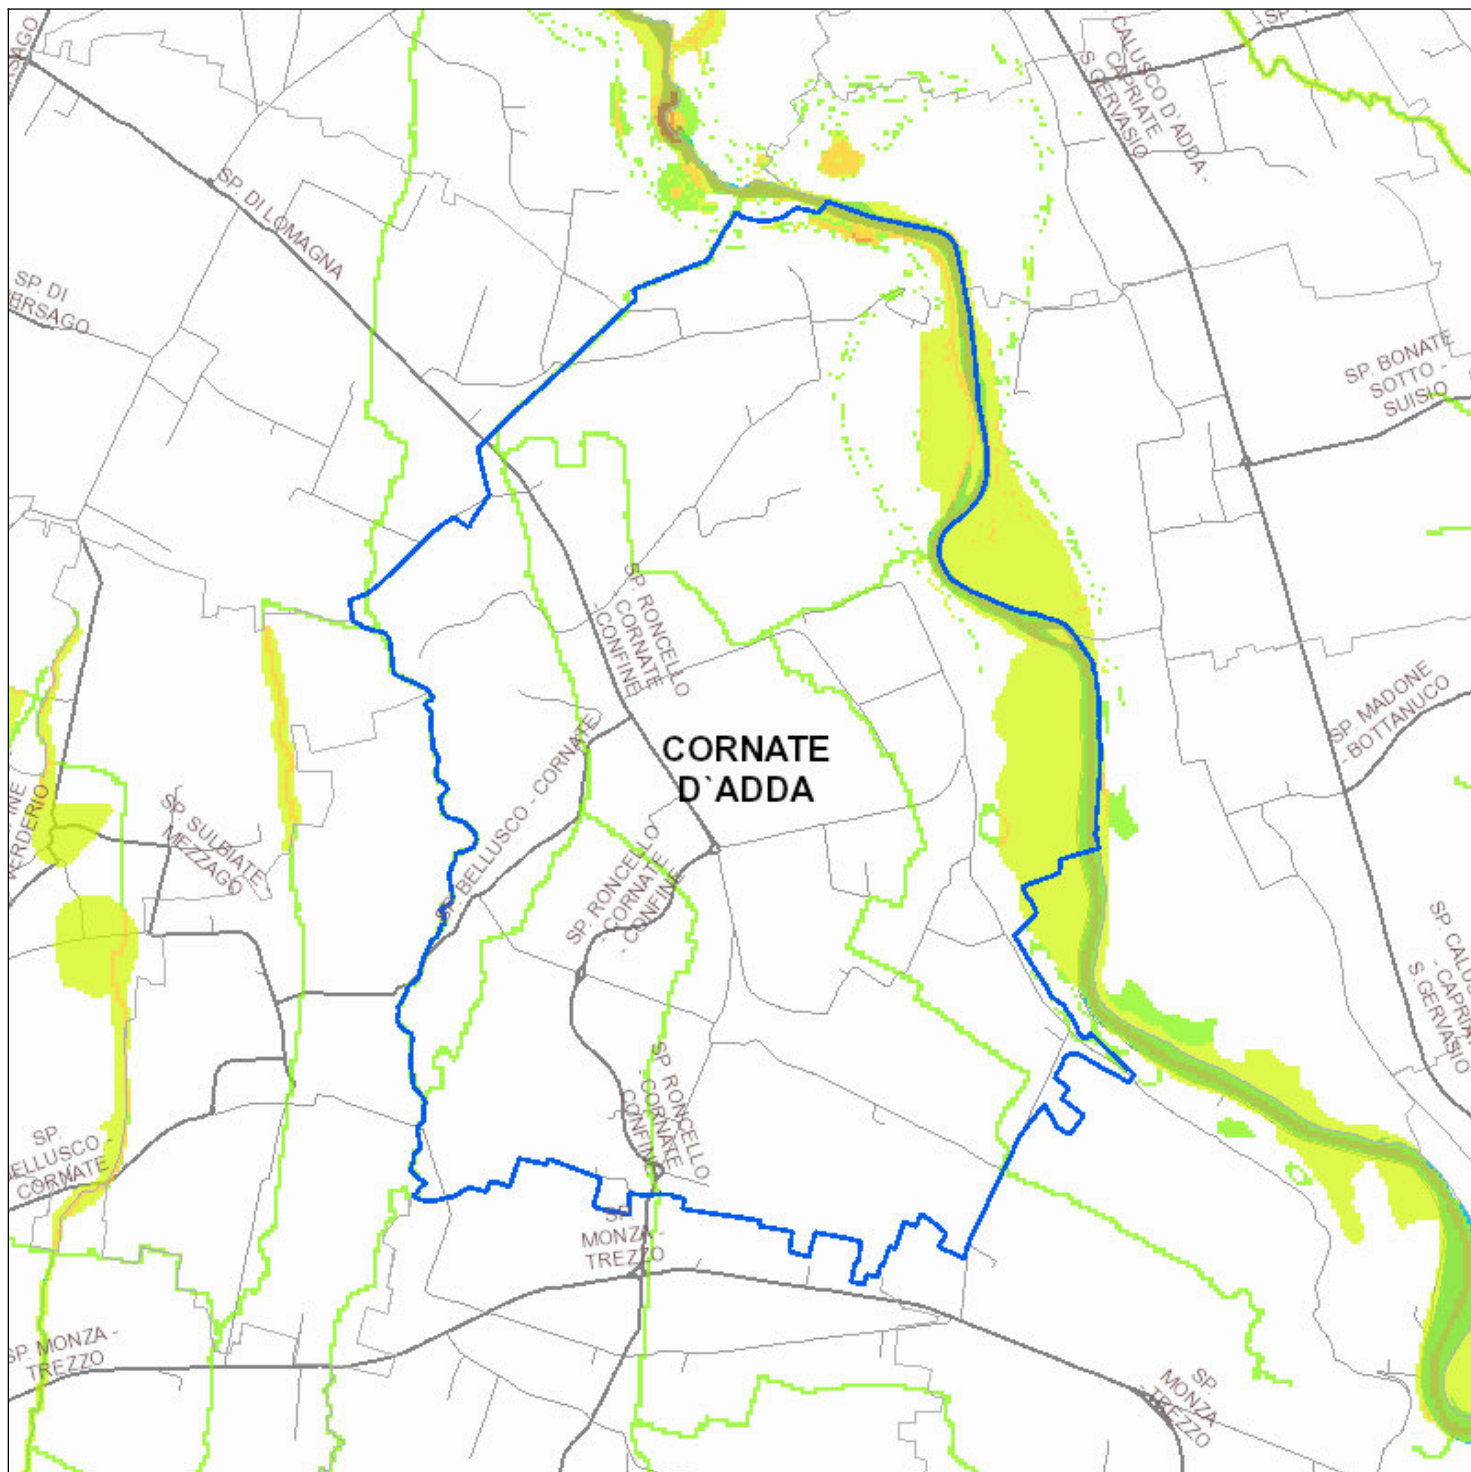 CALUSCO D'ADDA -
CAPRIATE
S GERVASIO
SP. DI LOMAGNA
SP. DI
SP. BONATE
SOTTO -
SUISIO
SP. RONCELLO
- CORNATE
- CONFINE
SP. MADONE
- BOTTANUCO
CORNATE
D`ADDA
SP. BELLUSCO - CORNATE
VERDERIO
SP. SULBIATE -
MEZZAGO
SP. RONCELLO
- CORNATE
- CONFINE
SP. CALUS
- CAPRIA
S GERVASIO
SP. RONCELLO
- CORNATE
- CONFINE
SP.
ELLUSCO -
CORNATE
SP.
MONZA -
TREZZO
SP. MONZA -
TREZZO
SP.
MONZA
- TREZZO